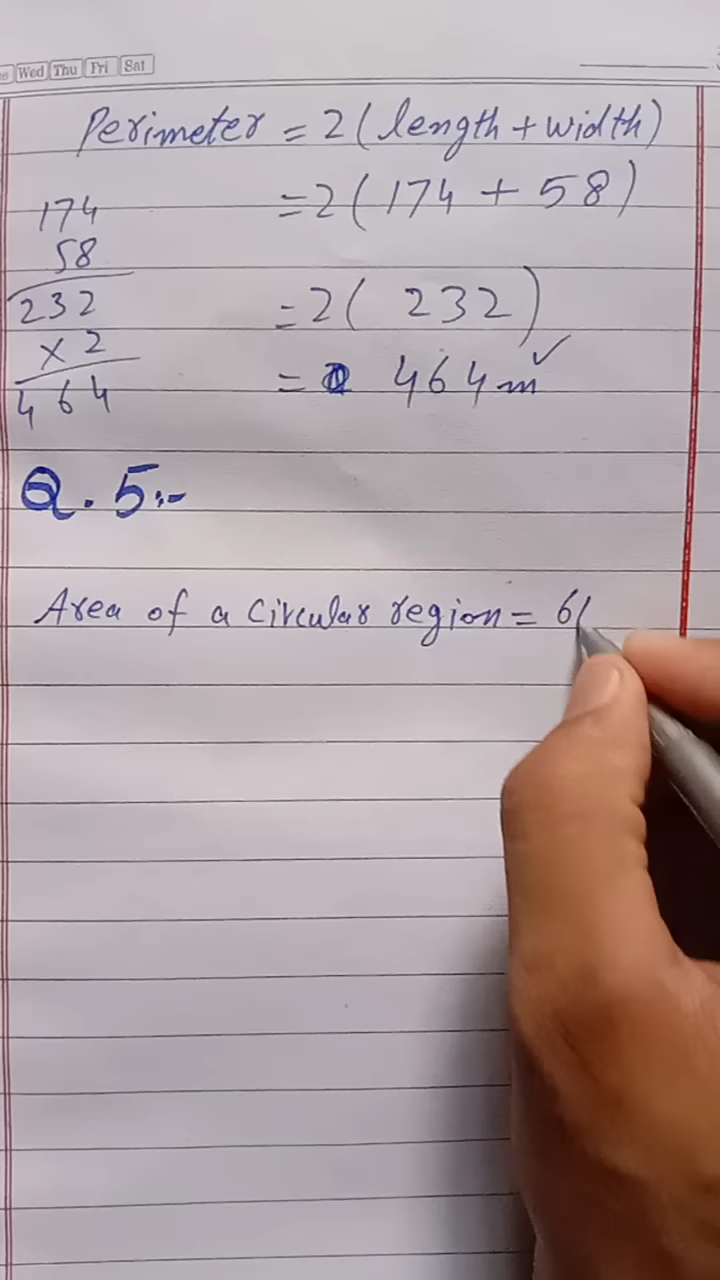 Wed Thu Fri Sat
Perimeter = 2 (length + width)
= 2 (174 + 58)
174
58
232
= 2 ( 232 )
x 2
464
= 464 m
Q. 5:-
Area of a Circular region = 6